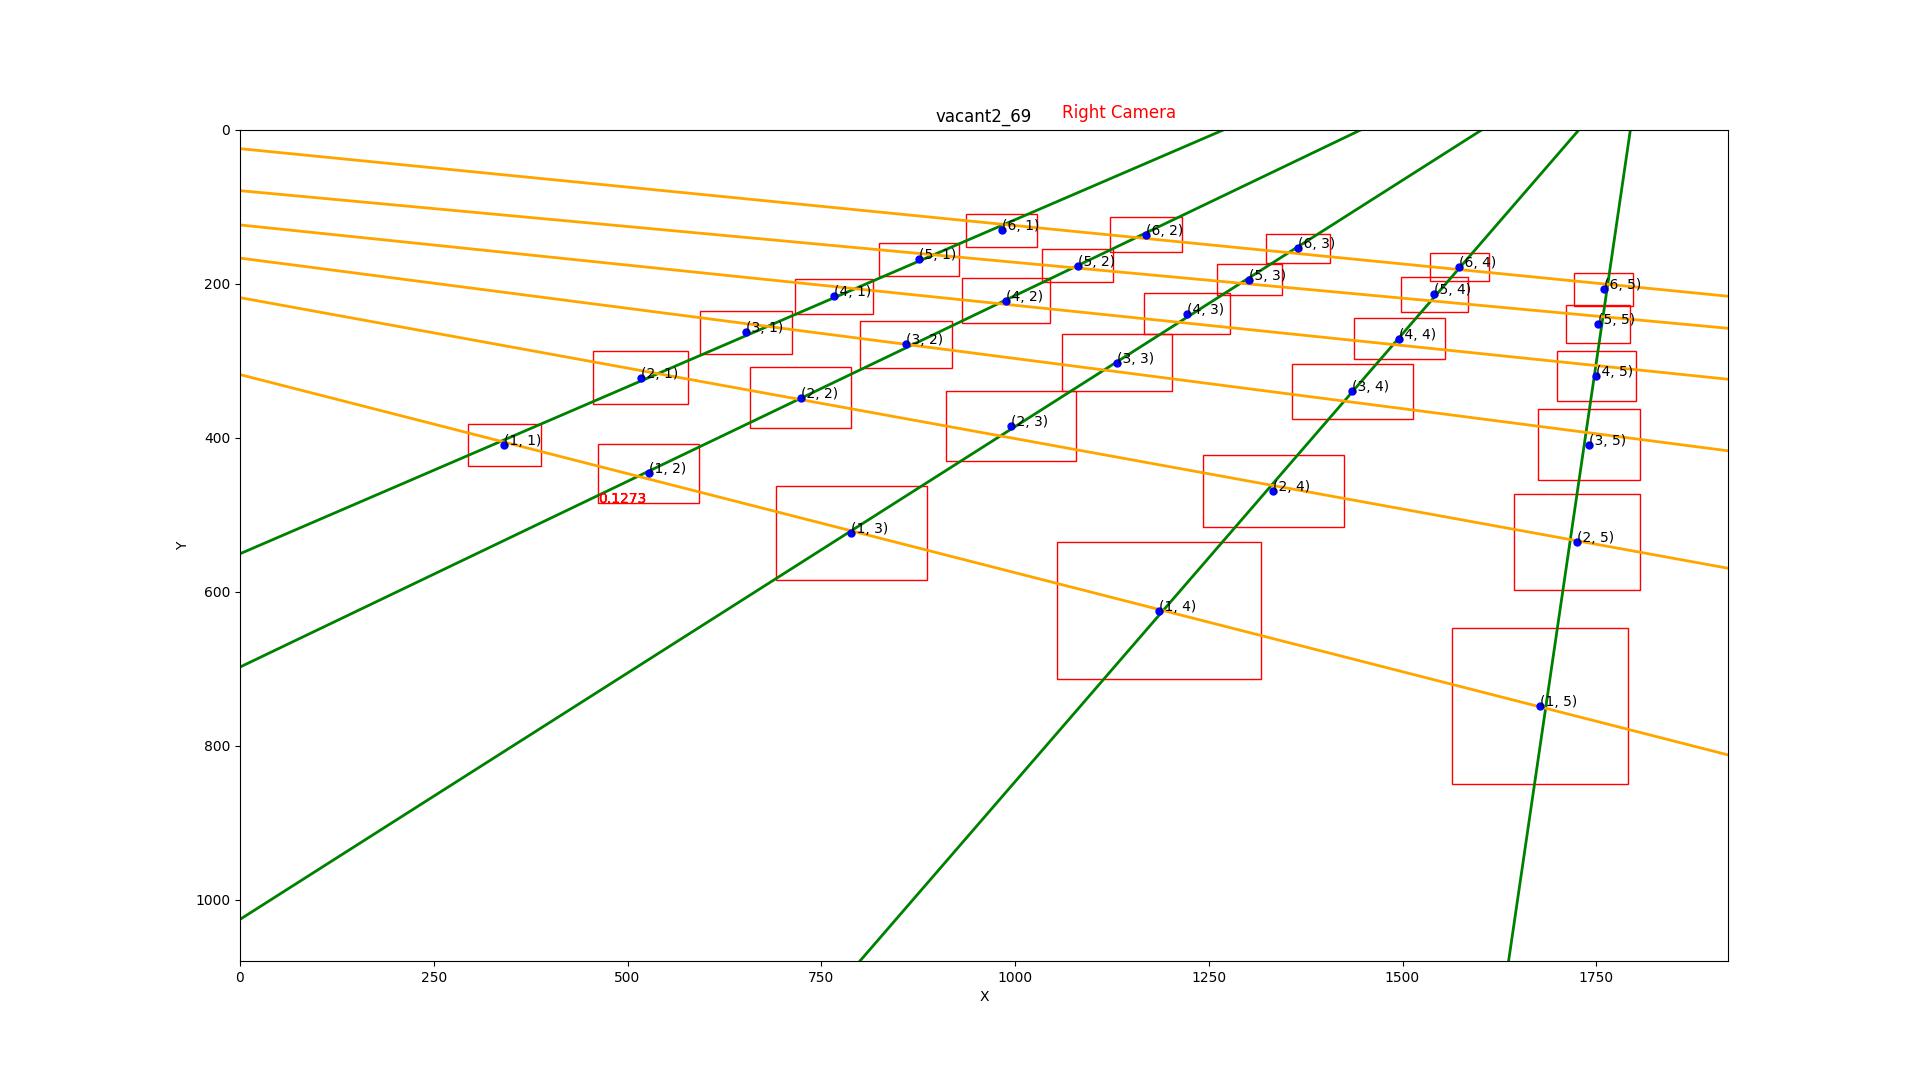 vacant2_69 Right Camera
0
(6, 1) (6, 2)
(6, 3)
(5, 1) (5, 2) (6, 4)
(5, 3)
200 (4, 1) (4, 2) (5, 4) (6, 5)
(4, 3)
(3, 1) (3, 2) (4, 4) (5, 5)
(2, 1) (3, 3) (4, 5)
(2, 2) (3, 4)
400 (1, 1) (2, 3) (3, 5)
(1, 2)
0.1273 (2, 4)
(1, 3) (2, 5)
Y
600 (1, 4)
(1, 5)
800
1000
0 250 500 750 1000 1250 1500 1750
X